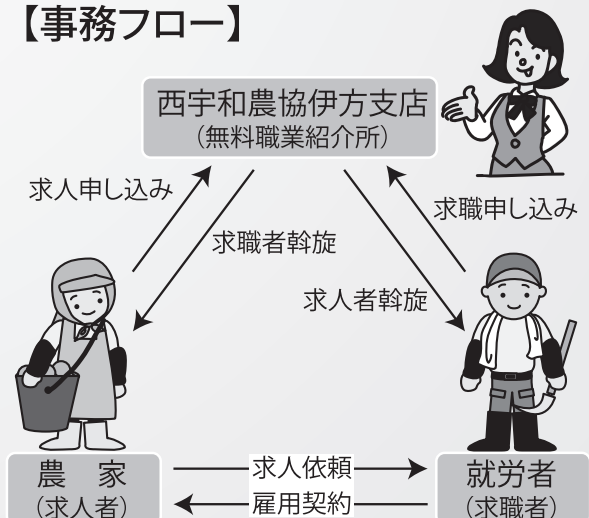 【事務フロー】
西宇和農協伊方支店
（無料職業紹介所）
求人申し込み
求職申し込み
求職者斡旋
求人者斡旋
農　家
（求人者）
求人依頼
雇用契約
就労者
（求職者）